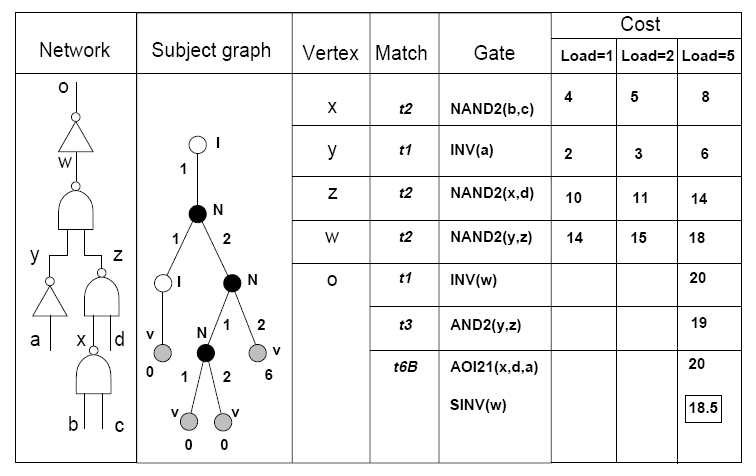 Network Subject graph Vertex Match Gate Cost
Load=1 Load=2 Load=5
x t2 NAND2(b,c) 4 5 8
y t1 INV(a) 2 3 6
z t2 NAND2(x,d) 10 11 14
w t2 NAND2(y,z) 14 15 18
o t1 INV(w) 20
t3 AND2(y,z) 19
t6B AOI21(x,d,a) 20
SINV(w) 18.5
o
w
y z
a x d
b c
I
1
N
1 2
I N
1 2
v N v
0 6
1 2
v v
0 0